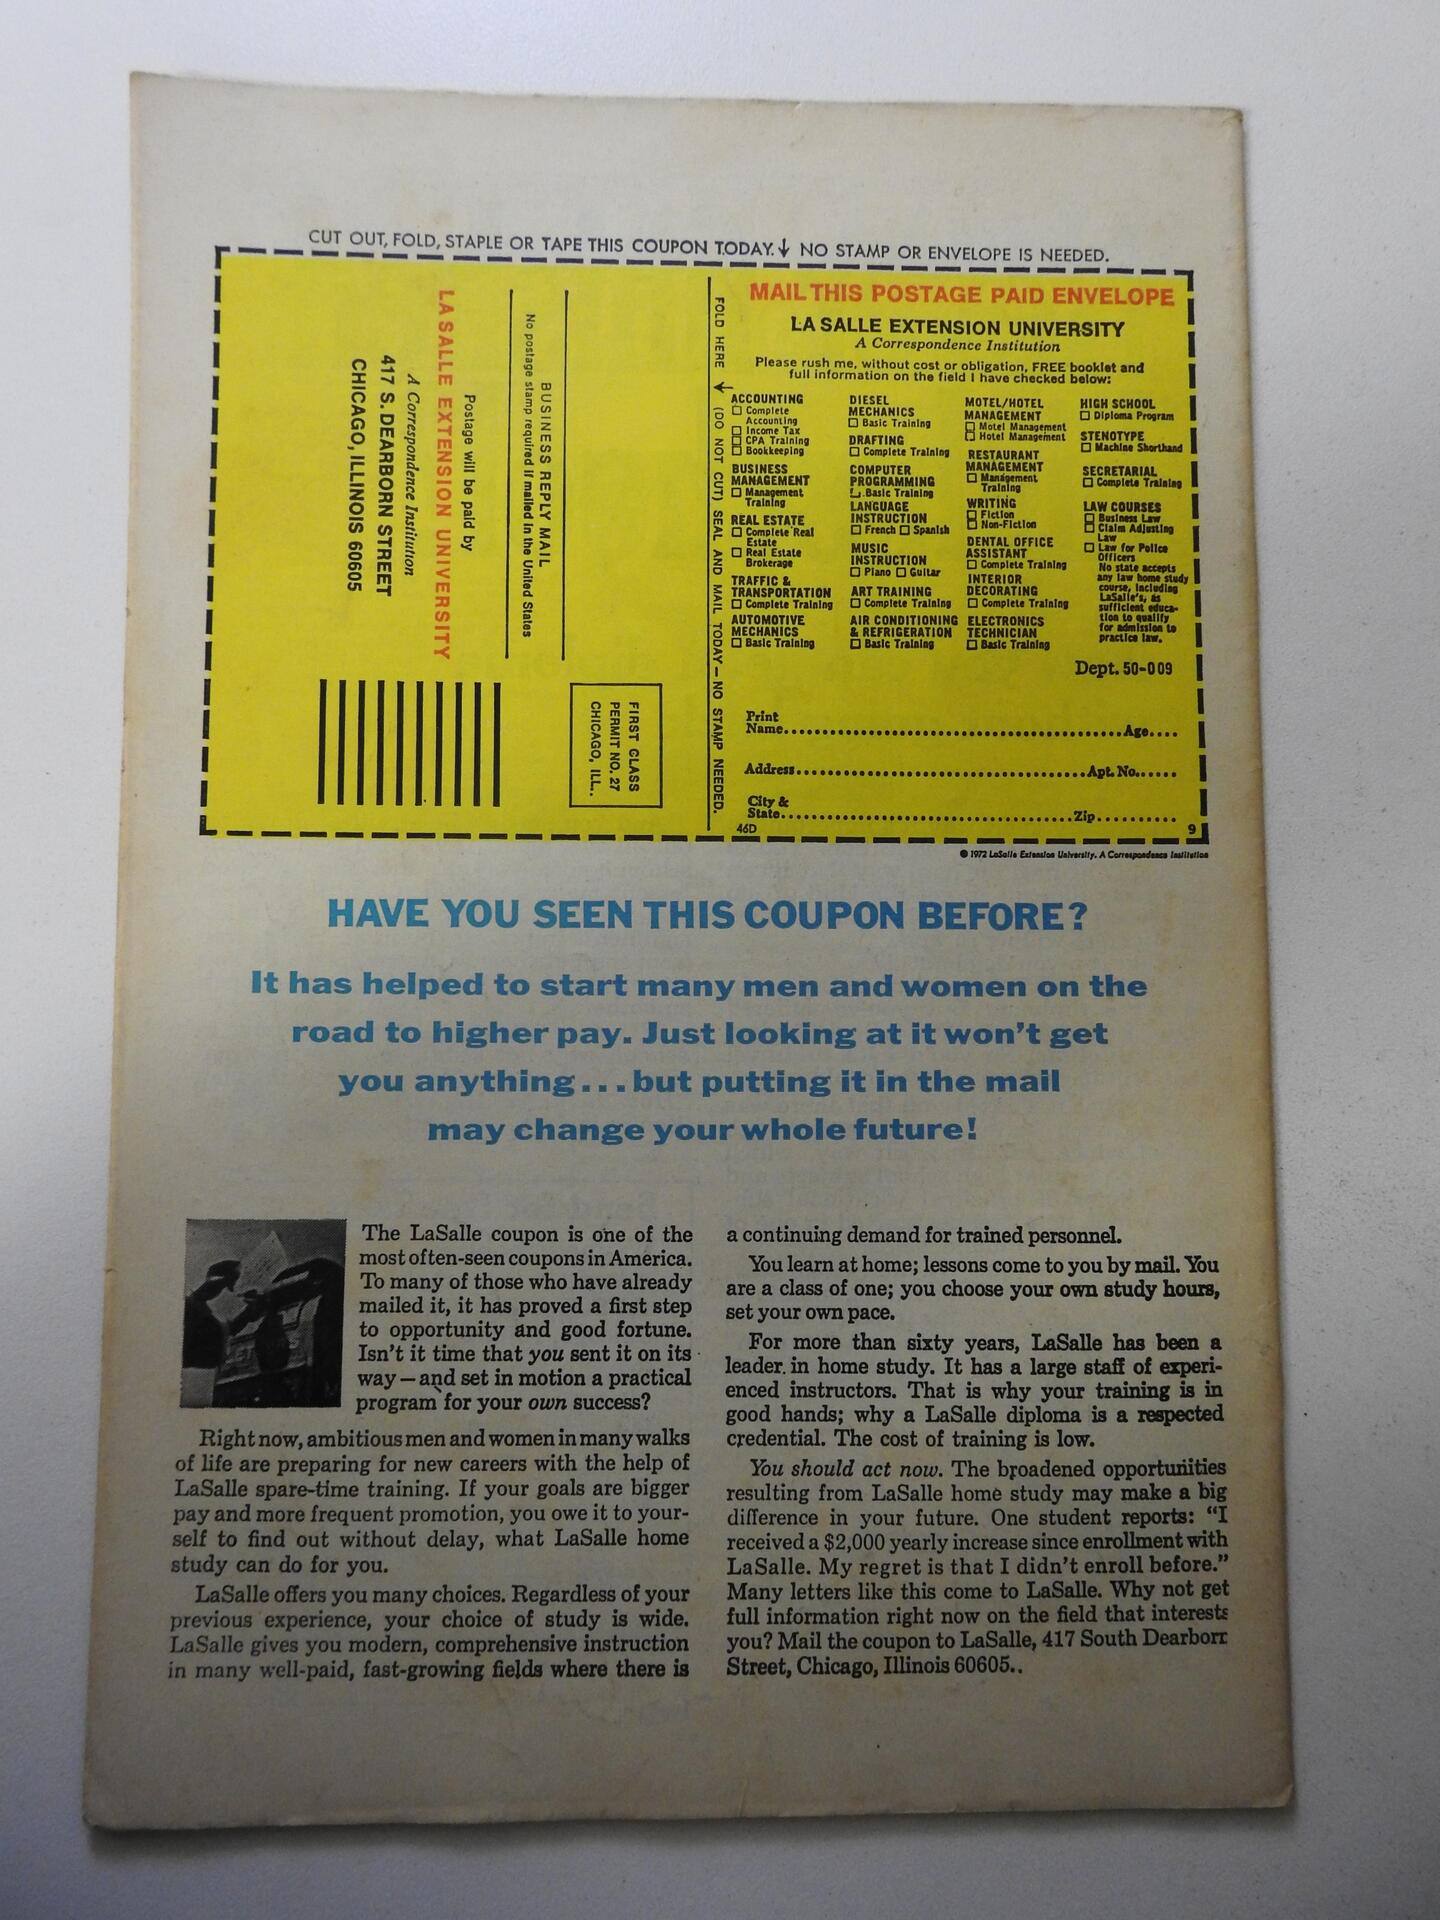 CUT OUT, FOLD, STAPLE OR TAPE THIS COUPON TODAY. ↓ NO STAMP OR ENVELOPE IS NEEDED.
BUSINESS REPLY MAIL
No postage stamp required if mailed in the United States
Postage will be paid by
LA SALLE EXTENSION UNIVERSITY
A Correspondence Institution
417 S. DEARBORN STREET
CHICAGO, ILLINOIS 60605
FIRST CLASS
PERMIT NO. 27
CHICAGO, ILL.
FOLD HERE → (DO NOT CUT) SEAL AND MAIL TODAY — NO STAMP NEEDED.
MAIL THIS POSTAGE PAID ENVELOPE
LA SALLE EXTENSION UNIVERSITY
A Correspondence Institution
Please rush me, without cost or obligation, FREE booklet and
full information on the field I have checked below:
ACCOUNTING
☐ Complete
Accounting
☐ Income Tax
☐ CPA Training
☐ Bookkeeping
BUSINESS
MANAGEMENT
☐ Management
Training
REAL ESTATE
☐ Complete Real
Estate
☐ Real Estate
Brokerage
TRAFFIC &
TRANSPORTATION
☐ Complete Training
AUTOMOTIVE
MECHANICS
☐ Basic Training
DIESEL
MECHANICS
☐ Basic Training
DRAFTING
☐ Complete Training
COMPUTER
PROGRAMMING
☐ Basic Training
LANGUAGE
INSTRUCTION
☐ French ☐ Spanish
MUSIC
INSTRUCTION
☐ Piano ☐ Guitar
ART TRAINING
☐ Complete Training
AIR CONDITIONING
& REFRIGERATION
☐ Basic Training
MOTEL/HOTEL
MANAGEMENT
☐ Motel Management
☐ Hotel Management
RESTAURANT
MANAGEMENT
☐ Management
Training
WRITING
☐ Fiction
☐ Non-Fiction
DENTAL OFFICE
ASSISTANT
☐ Complete Training
INTERIOR
DECORATING
☐ Complete Training
ELECTRONICS
TECHNICIAN
☐ Basic Training
HIGH SCHOOL
☐ Diploma Program
STENOTYPE
☐ Machine Shorthand
SECRETARIAL
☐ Complete Training
LAW COURSES
☐ Business Law
☐ Claim Adjusting
Law
☐ Law for Police
Officers
No state accepts
any law home study
course, including
LaSalle's, as
sufficient educa-
tion to qualify
for admission to
practice law.
Dept. 50-009
Print
Name..........Age....
Address..........Apt. No......
City &
State..........Zip..........
46D 9
© 1972 LaSalle Extension University. A Correspondence Institution
HAVE YOU SEEN THIS COUPON BEFORE?
It has helped to start many men and women on the
road to higher pay. Just looking at it won't get
you anything...but putting it in the mail
may change your whole future!
The LaSalle coupon is one of the
most often-seen coupons in America.
To many of those who have already
mailed it, it has proved a first step
to opportunity and good fortune.
Isn't it time that you sent it on its
way — and set in motion a practical
program for your own success?
Right now, ambitious men and women in many walks
of life are preparing for new careers with the help of
LaSalle spare-time training. If your goals are bigger
pay and more frequent promotion, you owe it to your-
self to find out without delay, what LaSalle home
study can do for you.
LaSalle offers you many choices. Regardless of your
previous experience, your choice of study is wide.
LaSalle gives you modern, comprehensive instruction
in many well-paid, fast-growing fields where there is
a continuing demand for trained personnel.
You learn at home; lessons come to you by mail. You
are a class of one; you choose your own study hours,
set your own pace.
For more than sixty years, LaSalle has been a
leader in home study. It has a large staff of experi-
enced instructors. That is why your training is in
good hands; why a LaSalle diploma is a respected
credential. The cost of training is low.
You should act now. The broadened opportunities
resulting from LaSalle home study may make a big
difference in your future. One student reports: "I
received a $2,000 yearly increase since enrollment with
LaSalle. My regret is that I didn't enroll before."
Many letters like this come to LaSalle. Why not get
full information right now on the field that interests
you? Mail the coupon to LaSalle, 417 South Dearborn
Street, Chicago, Illinois 60605..